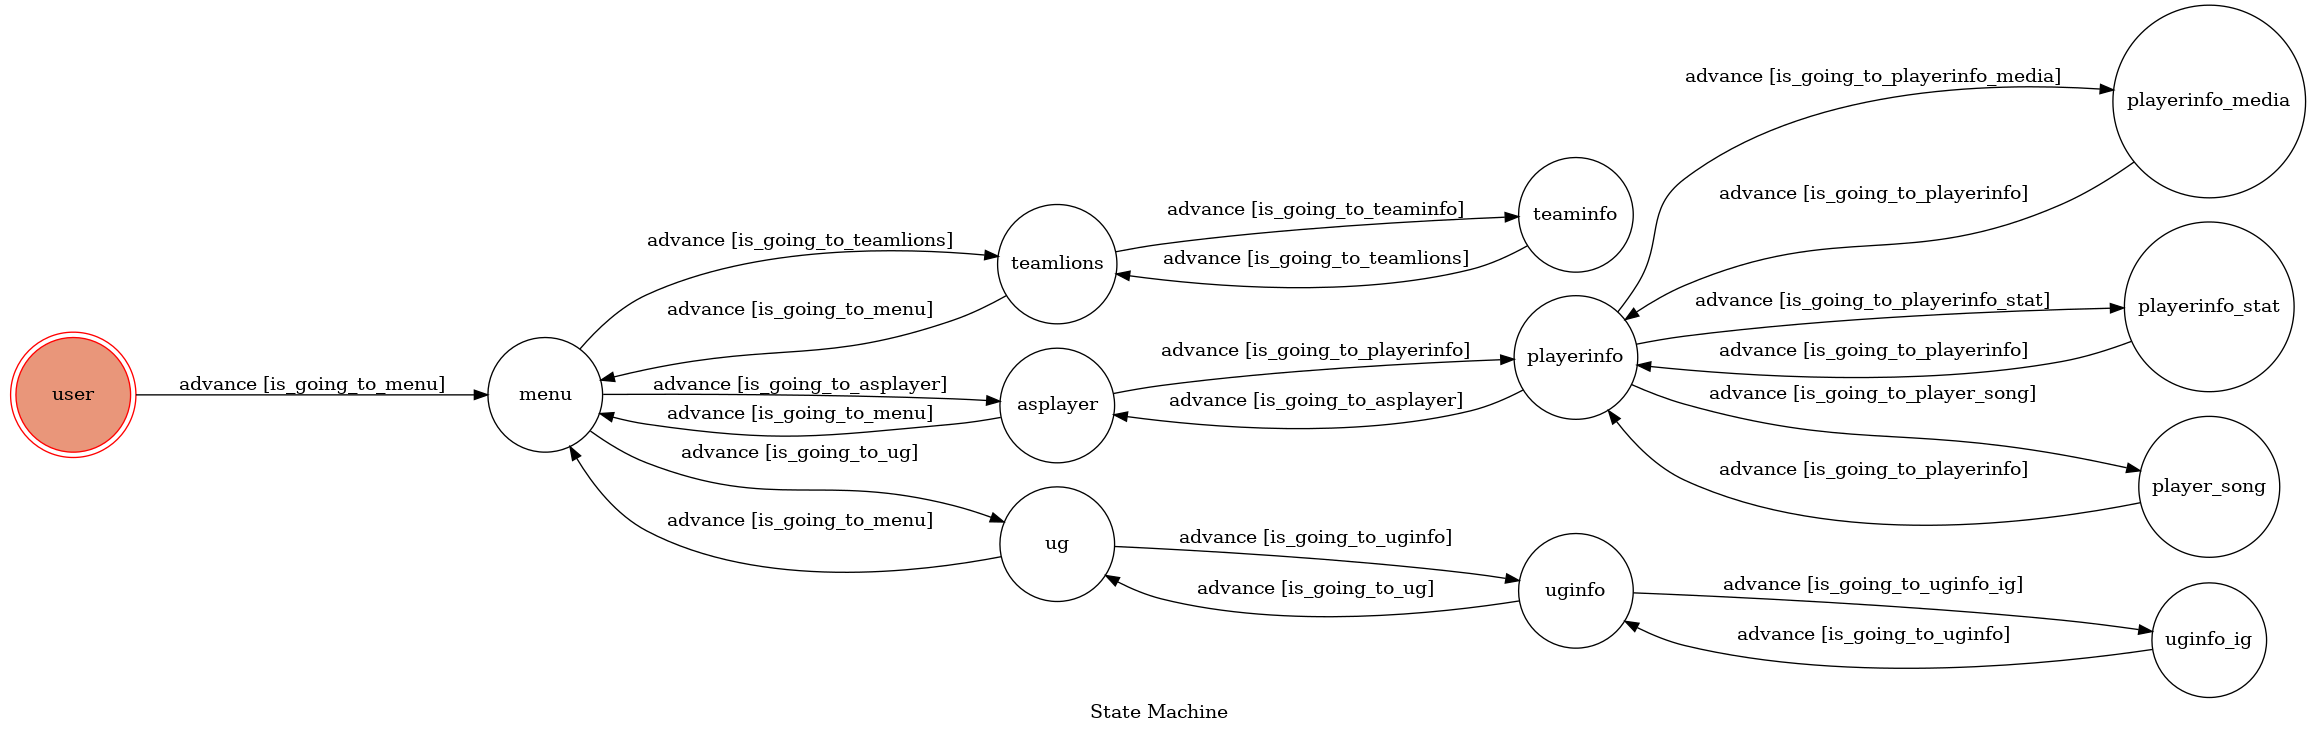 advance [is_going_to_playerinfo_media]
playerinfo_media
advance [is_going_to_playerinfo]
advance [is_going_to_teaminfo]
teaminfo
advance [is_going_to_teamlions]
teamlions
advance [is_going_to_teamlions]
advance [is_going_to_playerinfo_stat]
playerinfo_stat
advance [is_going_to_menu]
advance [is_going_to_playerinfo]
playerinfo
advance [is_going_to_playerinfo]
user
advance [is_going_to_menu]
menu
advance [is_going_to_asplayer]
asplayer
advance [is_going_to_asplayer]
advance [is_going_to_player_song]
advance [is_going_to_menu]
advance [is_going_to_ug]
advance [is_going_to_playerinfo]
player_song
advance [is_going_to_menu]
ug
advance [is_going_to_uginfo]
uginfo
advance [is_going_to_ug]
advance [is_going_to_uginfo_ig]
uginfo_ig
advance [is_going_to_uginfo]
State Machine